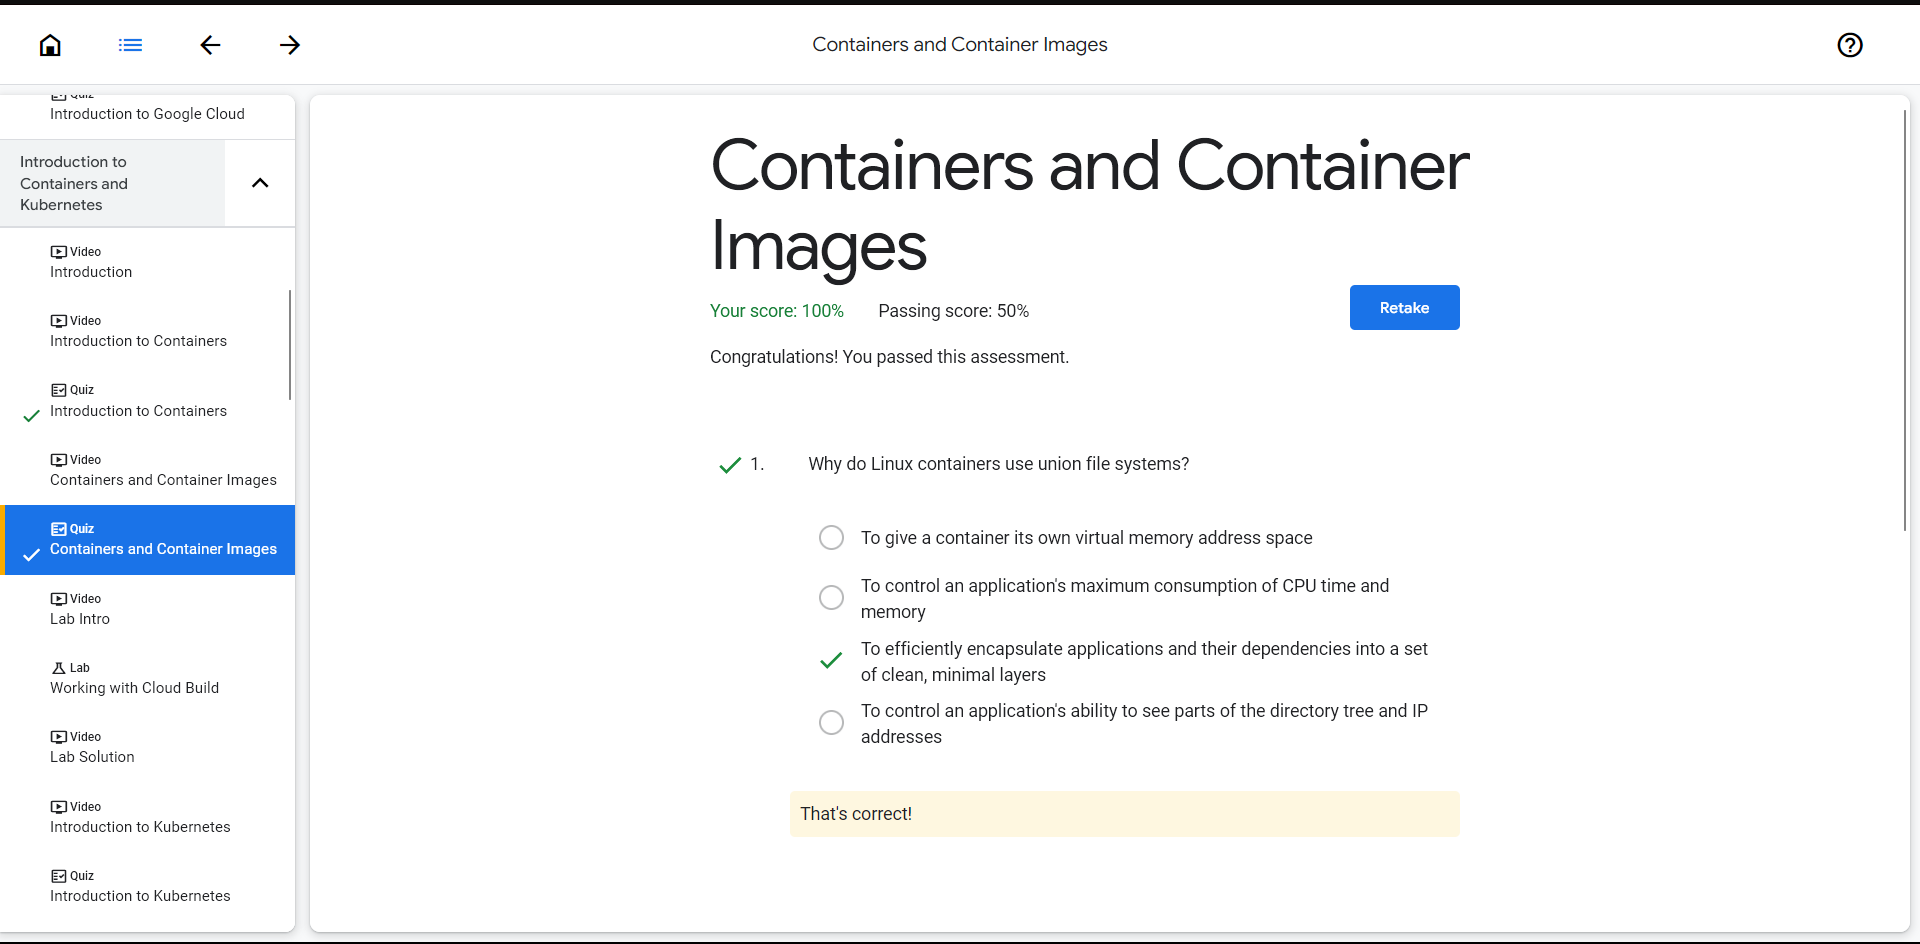 Containers and Container Images
Quiz
Introduction to Google Cloud
Introduction to
Containers and
Kubernetes
Video
Introduction
Video
Introduction to Containers
Quiz
Introduction to Containers
Video
Containers and Container Images
Quiz
Containers and Container Images
Video
Lab Intro
Lab
Working with Cloud Build
Video
Lab Solution
Video
Introduction to Kubernetes
Quiz
Introduction to Kubernetes
Containers and Container
Images
Your score: 100% Passing score: 50%
Retake
Congratulations! You passed this assessment.
1. Why do Linux containers use union file systems?
To give a container its own virtual memory address space
To control an application's maximum consumption of CPU time and
memory
To efficiently encapsulate applications and their dependencies into a set
of clean, minimal layers
To control an application's ability to see parts of the directory tree and IP
addresses
That's correct!